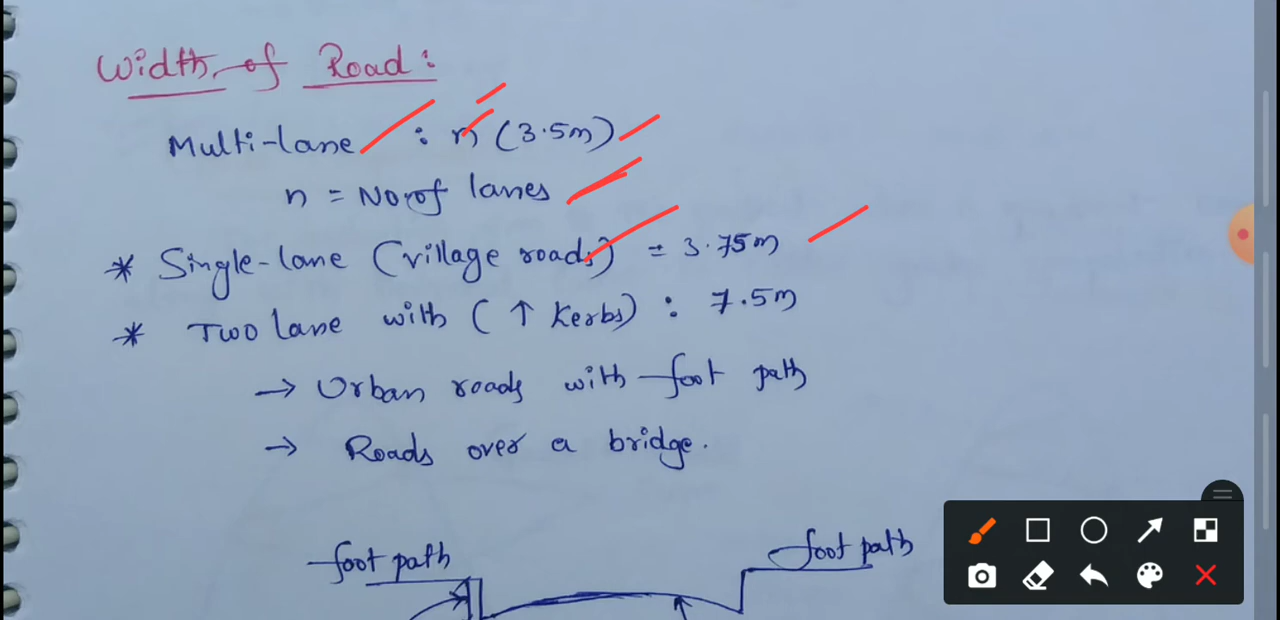 Width of Road:
Multi-lane : n (3.5m)
n = No. of lanes
* Single-lane (village roads) = 3.75m
* Two lane with (↑ Kerbs) : 7.5m
→ Urban roads with foot path
→ Roads over a bridge.
foot path
foot path